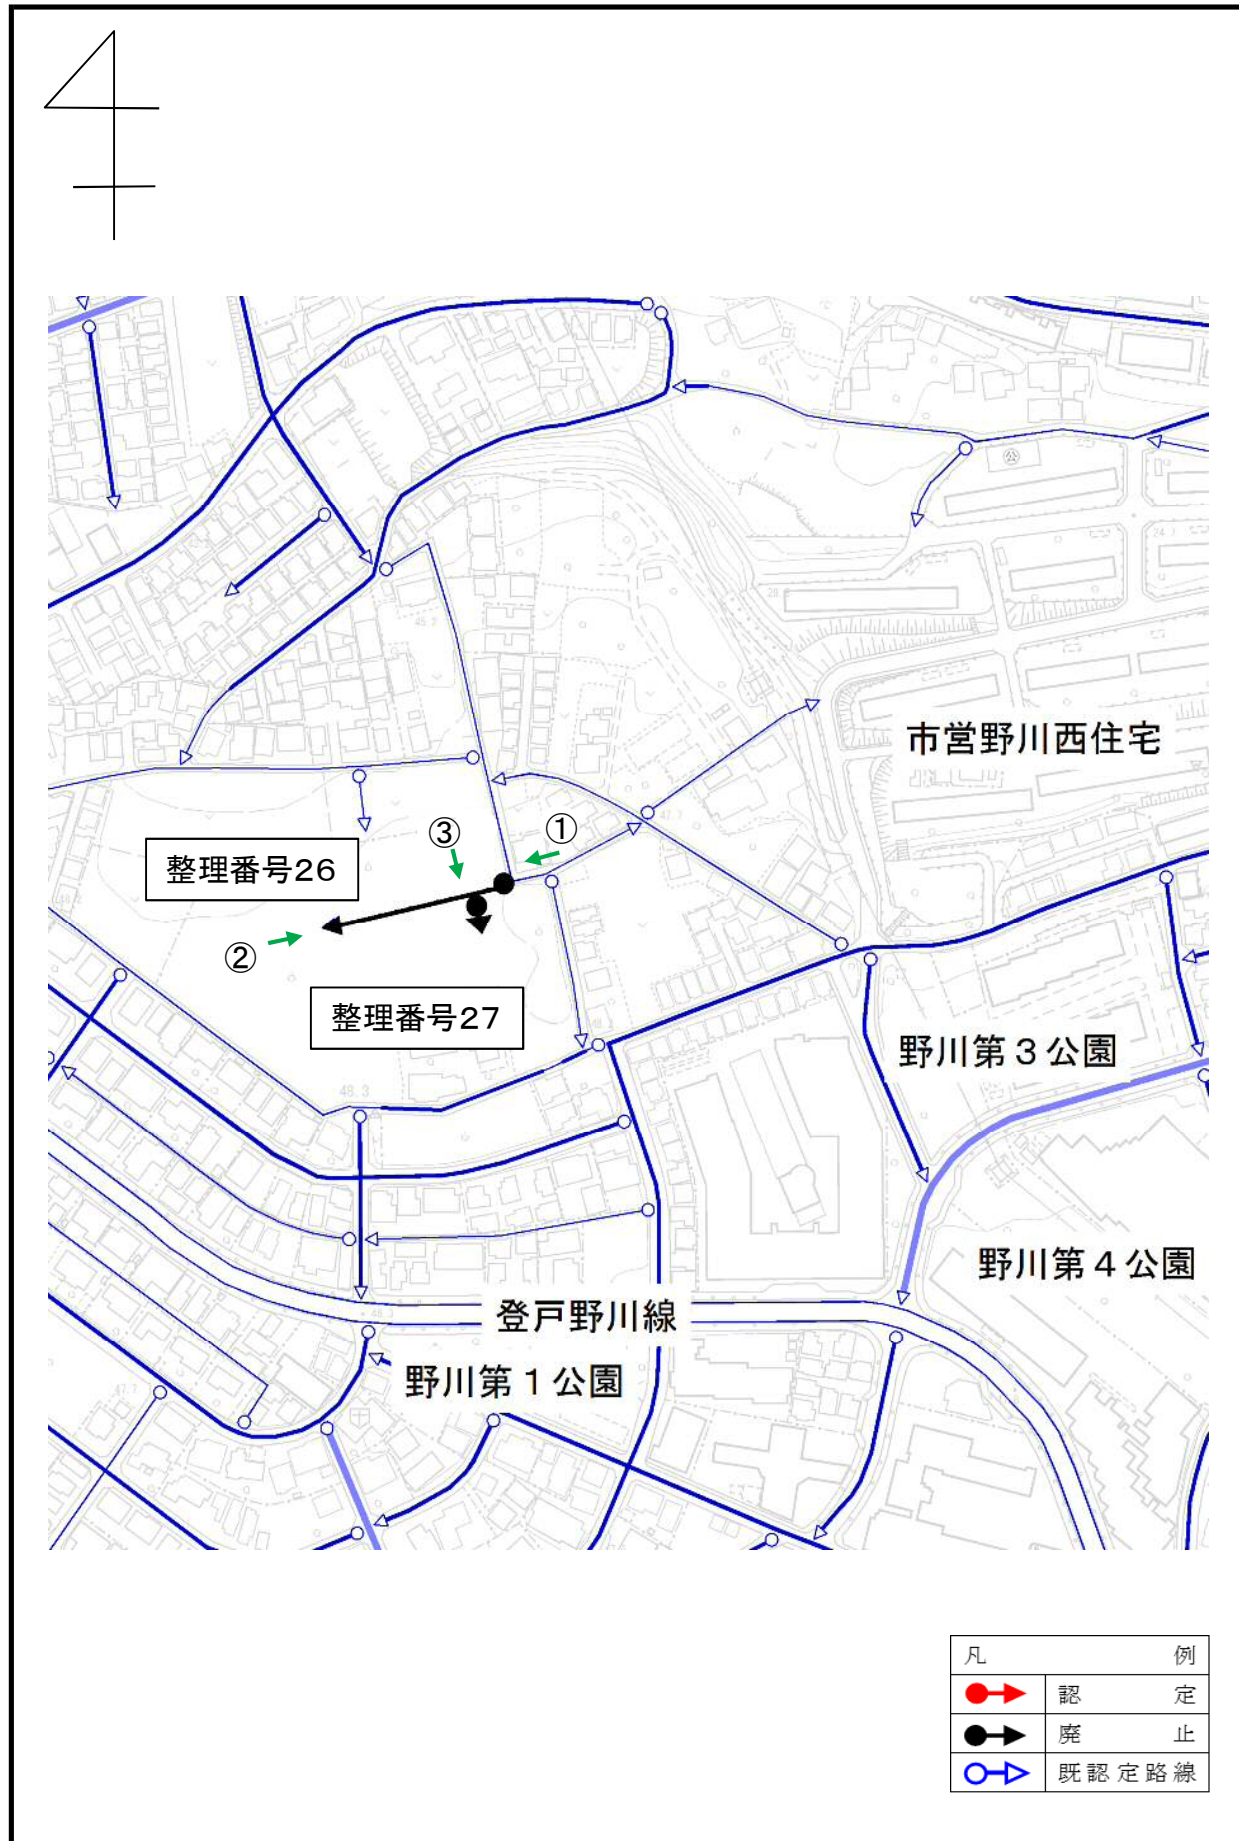 市営野川西住宅
③
①
整理番号26
②
整理番号27
野川第3公園
48.3
野川第4公園
登戸野川線
野川第1公園
凡 例
認 定
廃 止
既認定路線